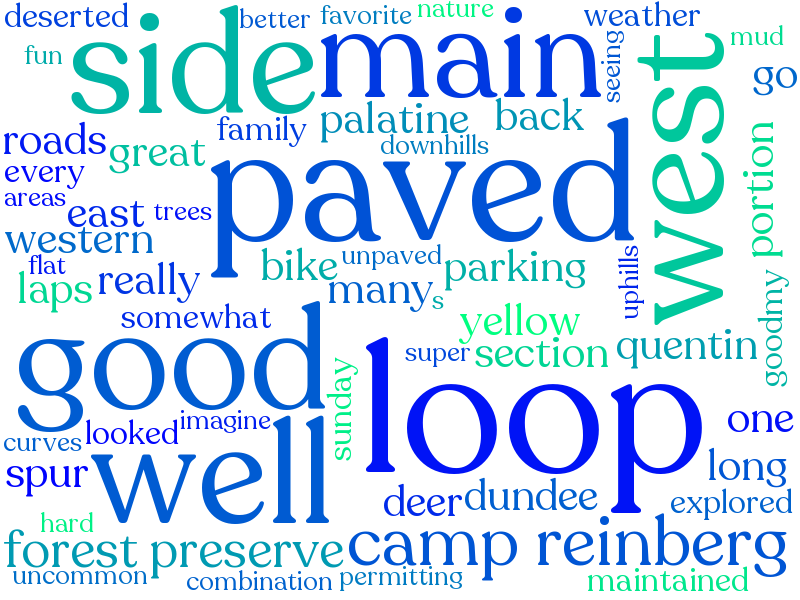 deserted
better
favorite
nature
weather
fun
side
main
seeing
west
mud
go
roads
great
family
palatine
back
downhills
every
areas
east
trees
paved
portion
western
flat
laps
really
bike
unpaved
parking
many
s
uphills
goodmy
somewhat
yellow
good
super
section
quentin
sunday
loop
curves
looked
imagine
one
spur
well
deer
dundee
long
explored
hard
forest preserve
camp reinberg
uncommon
combination
permitting
maintained